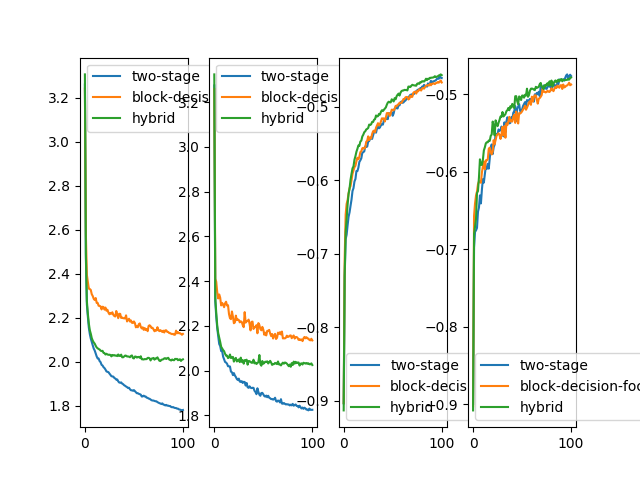 two-stage
block-decis
hybrid
3.2
3.0
2.8
2.6
2.4
2.2
2.0
1.8
0
100
two-stage
block-decis
hybrid
3.2
3.0
2.8
2.6
2.4
2.2
2.0
1.8
0
100
−0.5
−0.6
−0.7
−0.8
−0.9
two-stage
block-decis
hybrid
0
100
−0.5
−0.6
−0.7
−0.8
−0.9
two-stage
block-decision-foc
hybrid
0
100